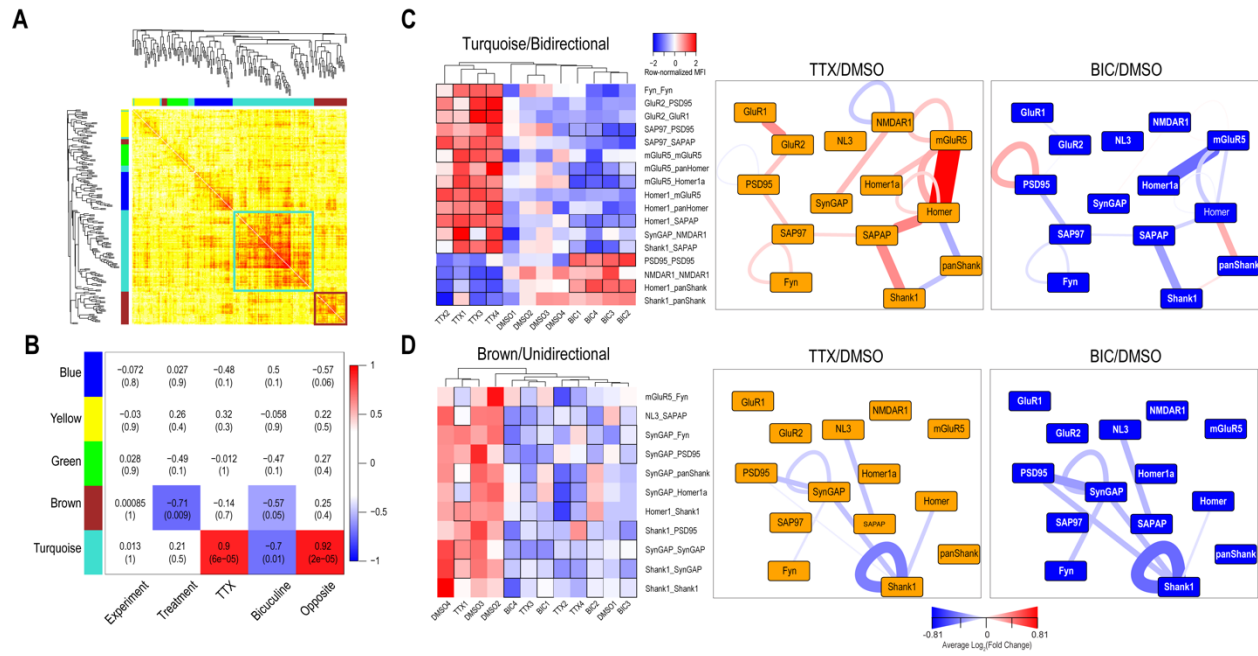 A
B
Blue
−0.072
(0.8)
0.027
(0.9)
−0.48
(0.1)
0.5
(0.1)
−0.57
(0.06)
Yellow
−0.03
(0.9)
0.26
(0.4)
0.32
(0.3)
−0.058
(0.9)
0.22
(0.5)
Green
0.028
(0.9)
−0.49
(0.1)
−0.012
(1)
−0.47
(0.1)
0.27
(0.4)
Brown
0.00085
(1)
−0.71
(0.009)
−0.14
(0.7)
−0.57
(0.05)
0.25
(0.4)
Turquoise
0.013
(1)
0.21
(0.5)
0.9
(6e−05)
−0.7
(0.01)
0.92
(2e−05)
Experiment
Treatment
TTX
Bicuculine
Opposite
1
0.5
0
−0.5
−1
C
Turquoise/Bidirectional
−2 0 2
Row-normalized MFI
Fyn_Fyn
GluR2_PSD95
GluR2_GluR1
SAP97_PSD95
SAP97_SAPAP
mGluR5_mGluR5
mGluR5_panHomer
mGluR5_Homer1a
Homer1_mGluR5
Homer1_panHomer
Homer1_SAPAP
SynGAP_NMDAR1
Shank1_SAPAP
PSD95_PSD95
NMDAR1_NMDAR1
Homer1_panShank
Shank1_panShank
TTX2
TTX1
TTX3
TTX4
DMSO1
DMSO2
DMSO3
DMSO4
BIC1
BIC4
BIC3
BIC2
TTX/DMSO
GluR1
GluR2
NL3
NMDAR1
mGluR5
PSD95
SynGAP
Homer1a
Homer
SAP97
SAPAP
panShank
Fyn
Shank1
BIC/DMSO
GluR1
GluR2
NL3
NMDAR1
mGluR5
PSD95
SynGAP
Homer1a
Homer
SAP97
SAPAP
panShank
Fyn
Shank1
D
Brown/Unidirectional
mGluR5_Fyn
NL3_SAPAP
SynGAP_Fyn
SynGAP_PSD95
SynGAP_panShank
SynGAP_Homer1a
Homer1_Shank1
Shank1_PSD95
SynGAP_SynGAP
Shank1_SynGAP
Shank1_Shank1
DMSO4
TTX1
DMSO3
DMSO2
BIC4
TTX3
BIC1
TTX2
TTX4
BIC2
DMSO1
BIC3
TTX/DMSO
GluR1
GluR2
NL3
NMDAR1
mGluR5
PSD95
SynGAP
Homer1a
Homer
SAP97
SAPAP
panShank
Fyn
Shank1
BIC/DMSO
GluR1
GluR2
NL3
NMDAR1
mGluR5
PSD95
SynGAP
Homer1a
Homer
SAP97
SAPAP
panShank
Fyn
Shank1
-0.81 0 0.81
Average Log2(Fold Change)